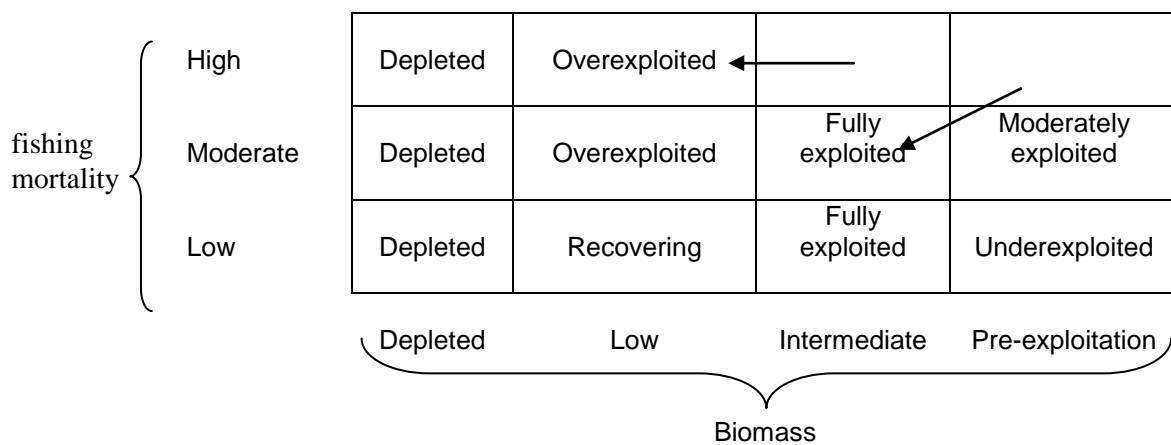 High
Depleted
Overexploited
fishing
mortality
Moderate
Depleted
Overexploited
Fully
exploited
Moderately
exploited
Low
Depleted
Recovering
Fully
exploited
Underexploited
Depleted
Low
Intermediate
Pre-exploitation
Biomass